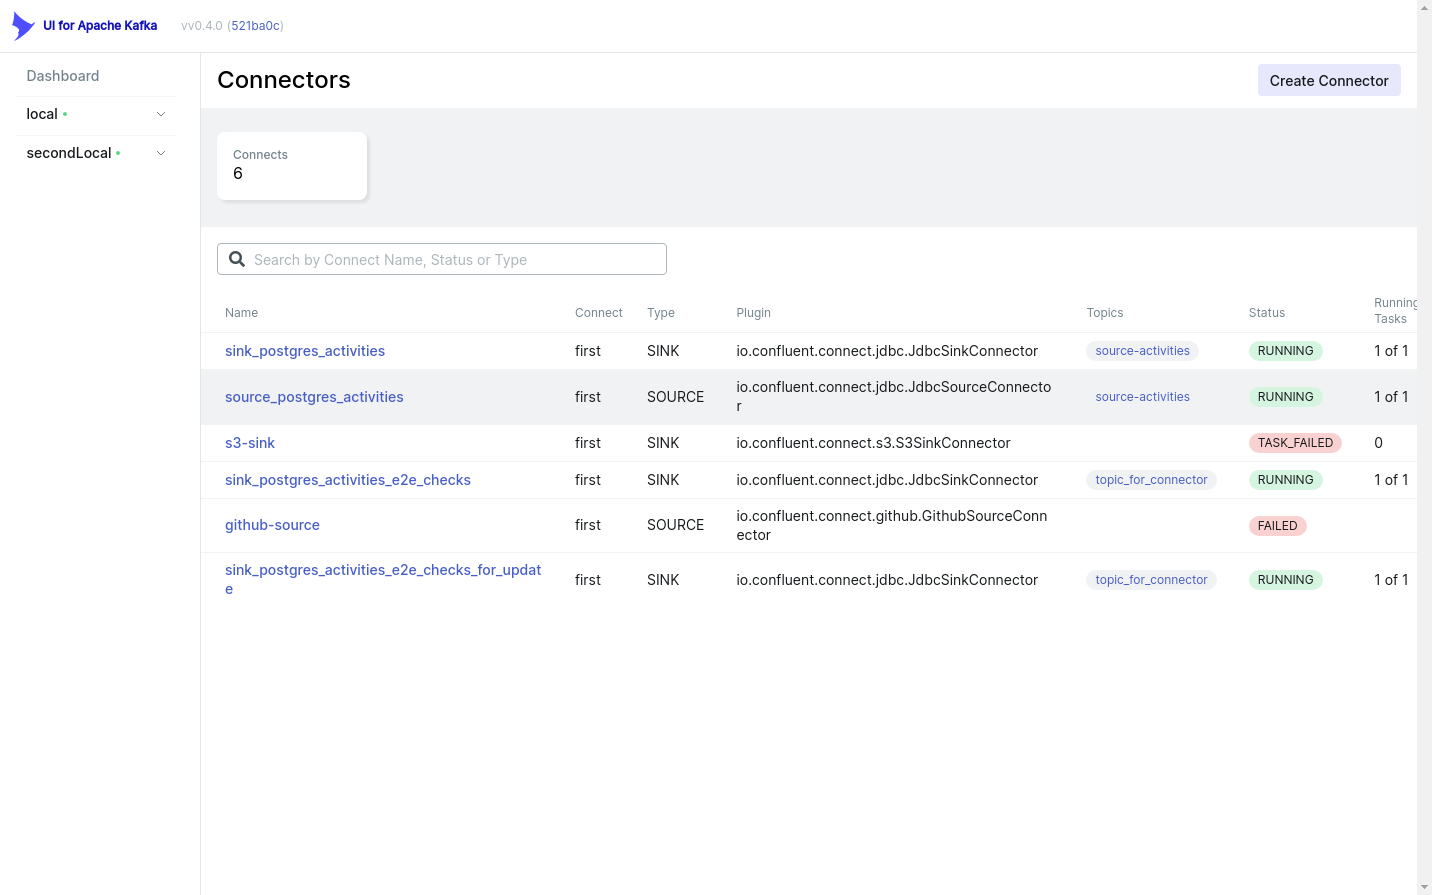 UI for Apache Kafka vv0.4.0 (521ba0c)
Dashboard
local
secondLocal
Connectors
Create Connector
Connects
6
Search by Connect Name, Status or Type
Name Connect Type Plugin Topics Status Running
Tasks
sink_postgres_activities first SINK io.confluent.connect.jdbc.JdbcSinkConnector source-activities RUNNING 1 of 1
source_postgres_activities first SOURCE io.confluent.connect.jdbc.JdbcSourceConnecto
r source-activities RUNNING 1 of 1
s3-sink first SINK io.confluent.connect.s3.S3SinkConnector TASK_FAILED 0
sink_postgres_activities_e2e_checks first SINK io.confluent.connect.jdbc.JdbcSinkConnector topic_for_connector RUNNING 1 of 1
github-source first SOURCE io.confluent.connect.github.GithubSourceConn
ector FAILED
sink_postgres_activities_e2e_checks_for_updat
e first SINK io.confluent.connect.jdbc.JdbcSinkConnector topic_for_connector RUNNING 1 of 1